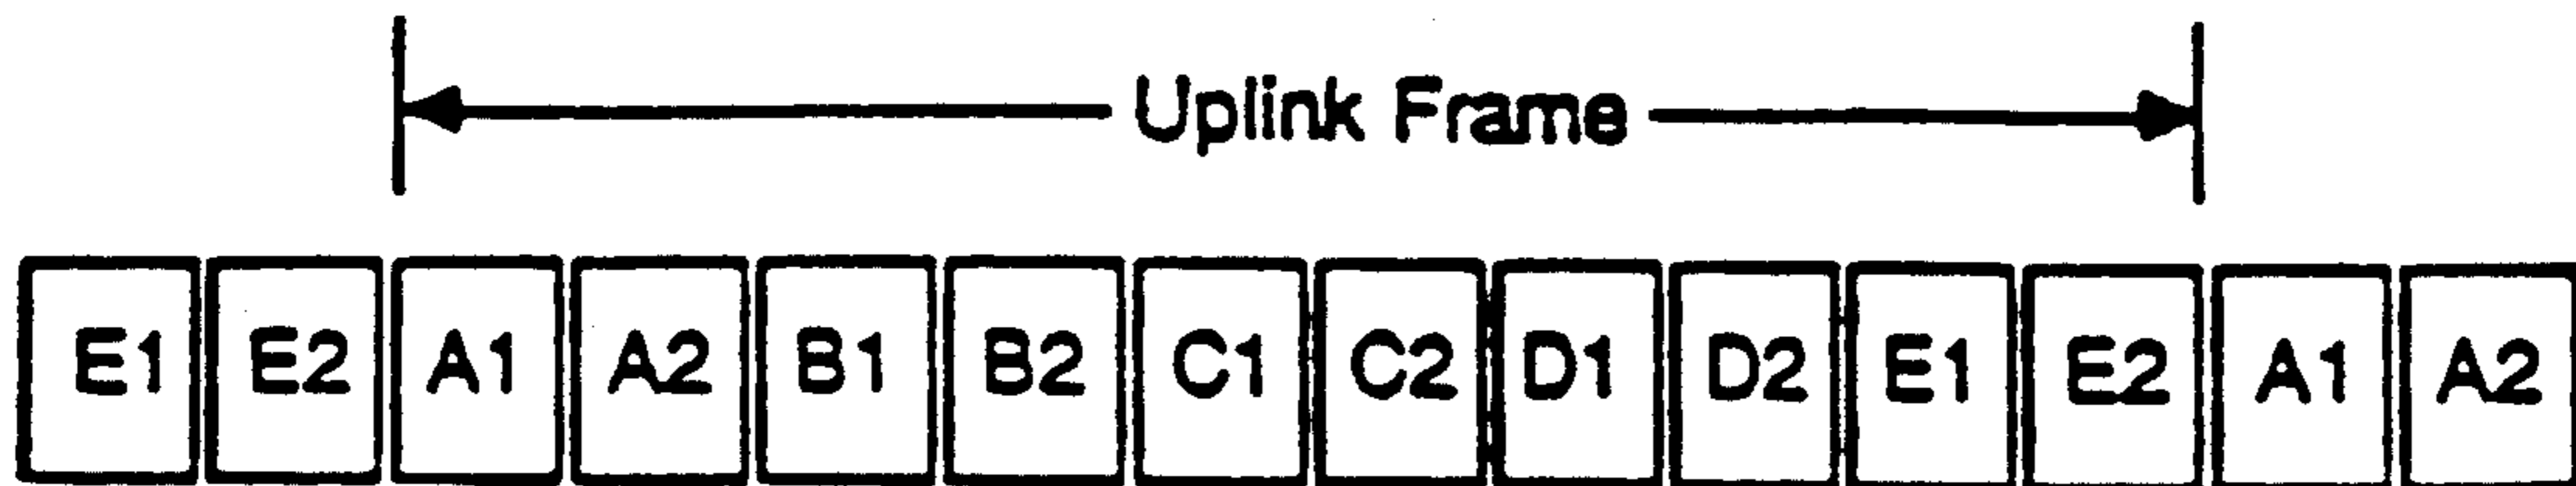 Uplink Frame
E1 E2 A1 A2 B1 B2 C1 C2 D1 D2 E1 E2 A1 A2